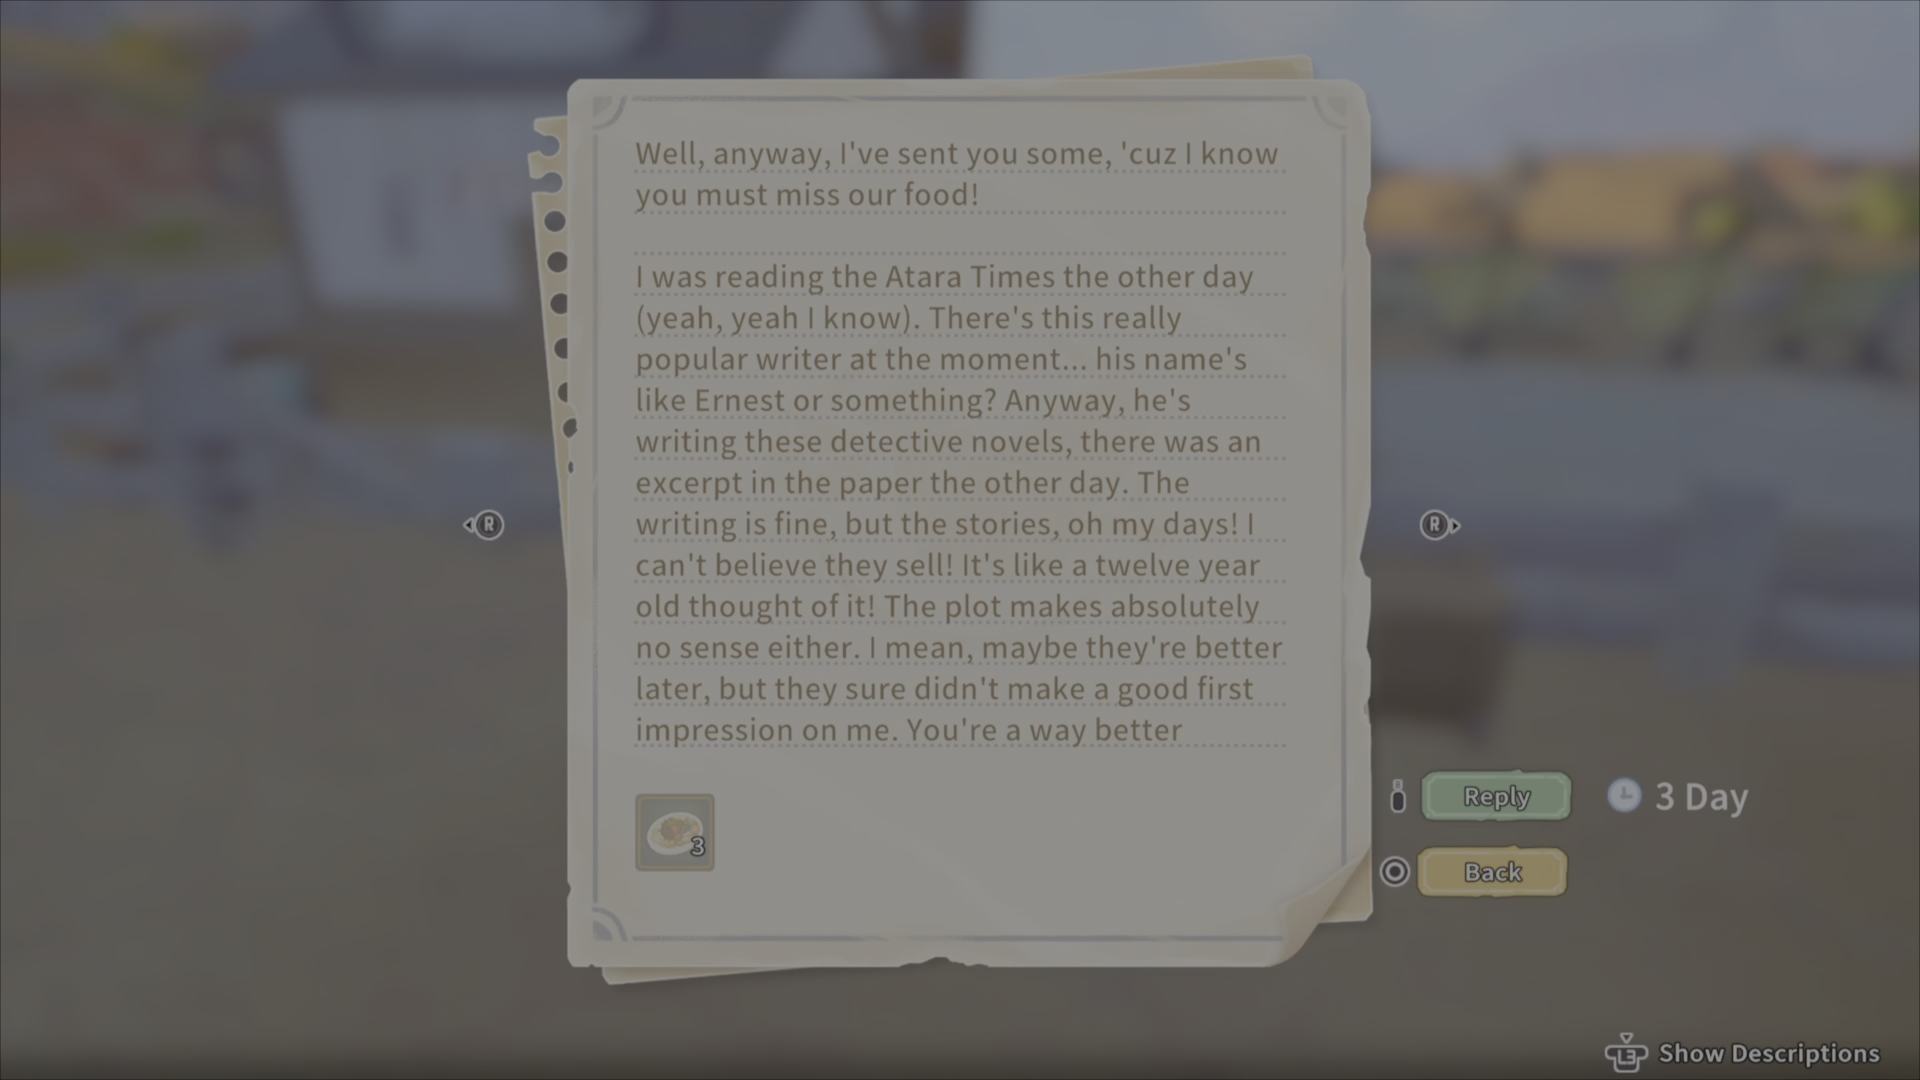 Well, anyway, I've sent you some, 'cuz I know
you must miss our food!
I was reading the Atara Times the other day
(yeah, yeah I know). There's this really
popular writer at the moment... his name's
like Ernest or something? Anyway, he's
writing these detective novels, there was an
excerpt in the paper the other day. The
writing is fine, but the stories, oh my days! I
can't believe they sell! It's like a twelve year
old thought of it! The plot makes absolutely
no sense either. I mean, maybe they're better
later, but they sure didn't make a good first
impression on me. You're a way better
3
R
R
Reply
3 Day
Back
L3 Show Descriptions